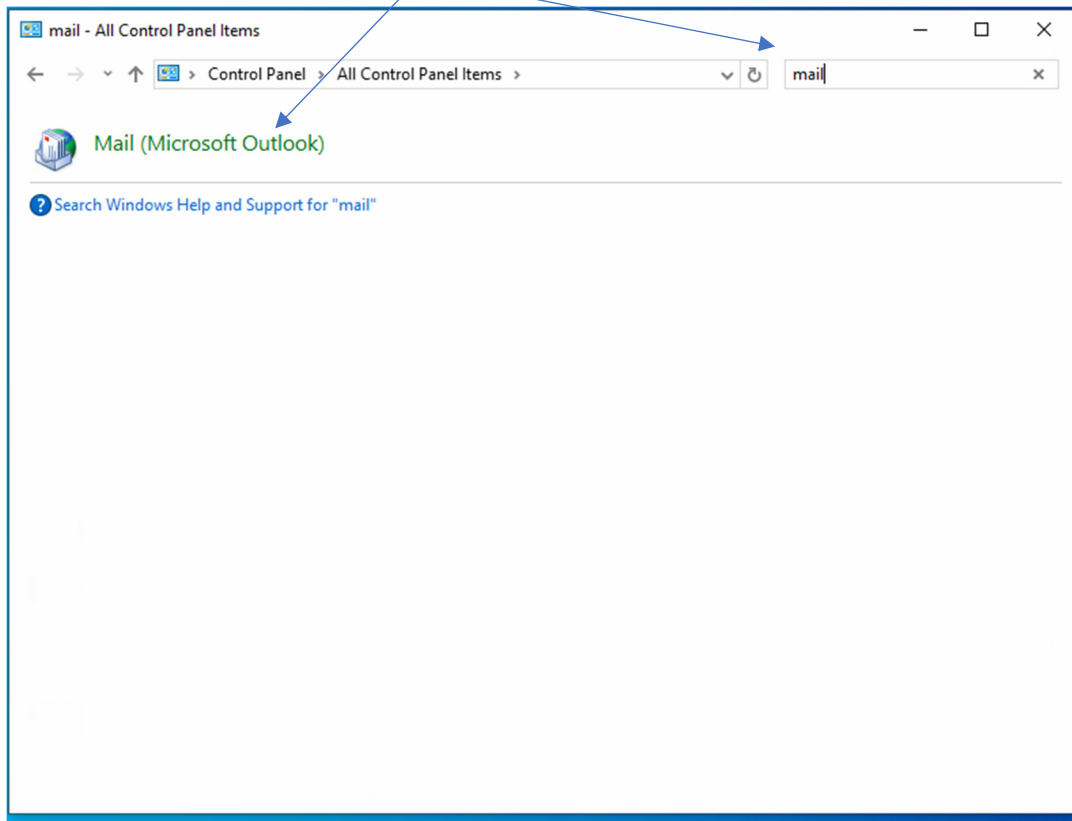 mail - All Control Panel Items
Control Panel > All Control Panel Items >
mail
Mail (Microsoft Outlook)
? Search Windows Help and Support for "mail"